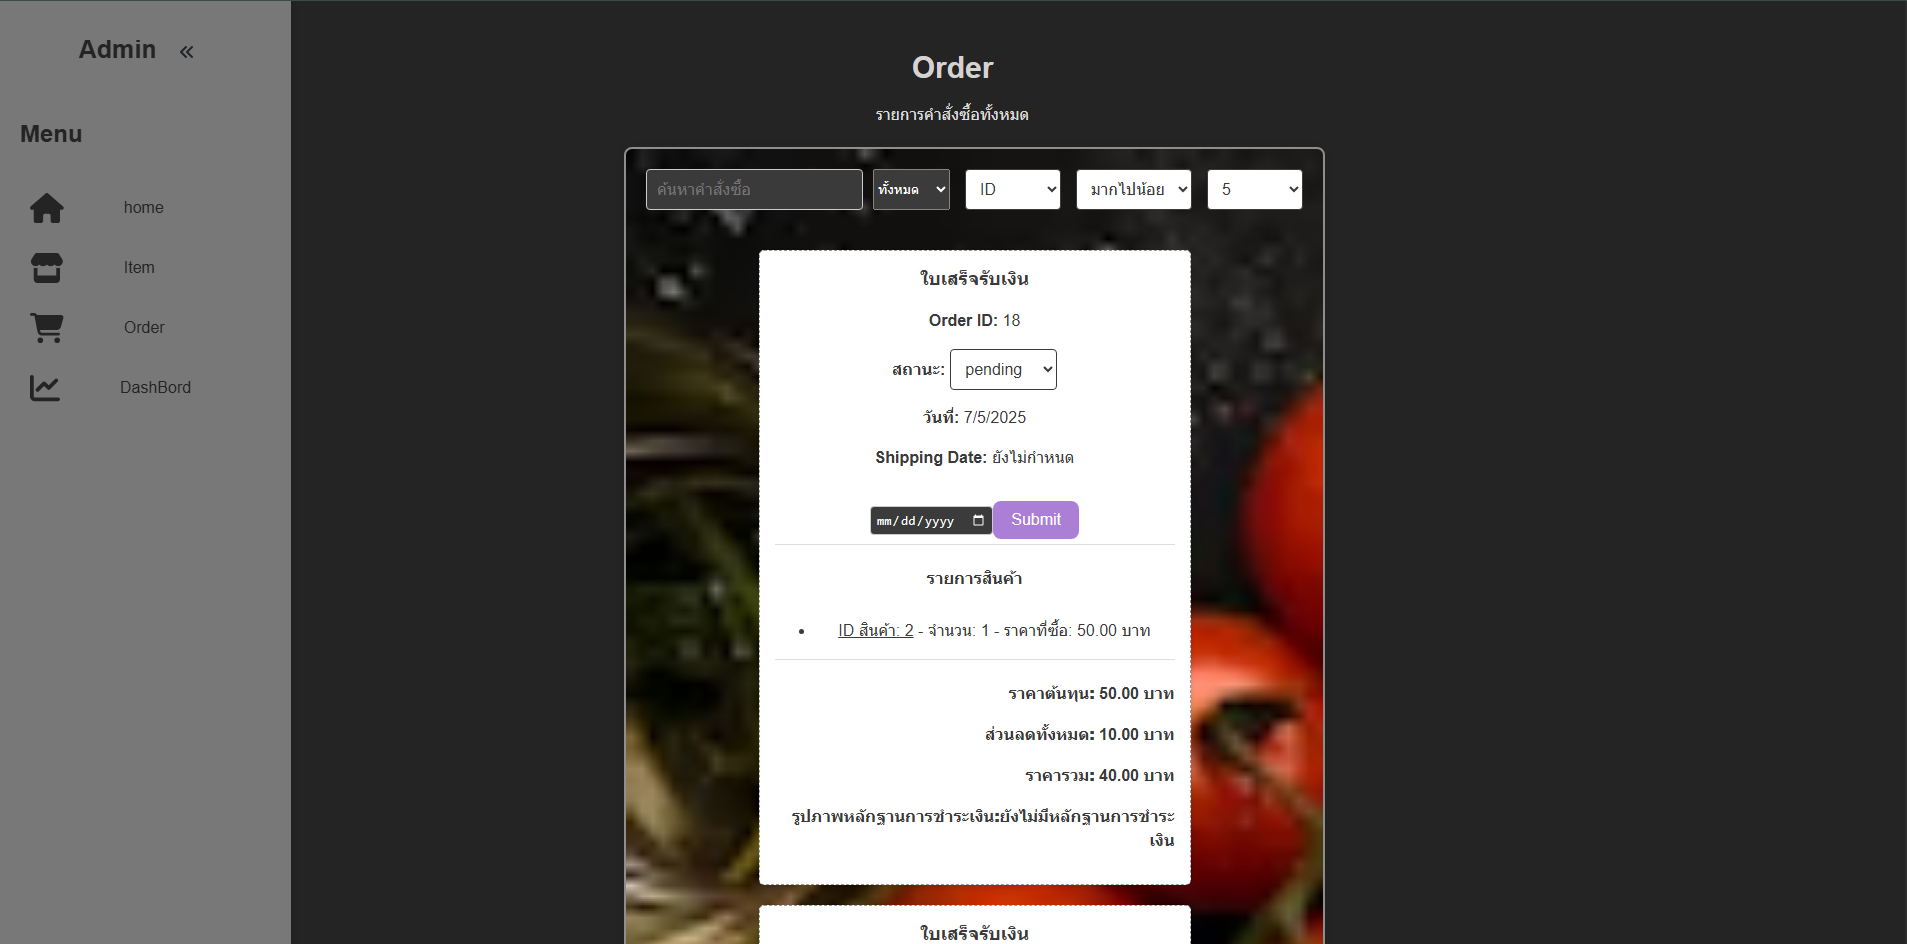 Admin «
Menu
home
Item
Order
DashBord
Order
รายการคำสั่งซื้อทั้งหมด
ค้นหาคำสั่งซื้อ ทั้งหมด ID มากไปน้อย 5
ใบเสร็จรับเงิน
Order ID: 18
สถานะ: pending
วันที่: 7/5/2025
Shipping Date: ยังไม่กำหนด
mm/dd/yyyy Submit
รายการสินค้า
• ID สินค้า: 2 - จำนวน: 1 - ราคาที่ซื้อ: 50.00 บาท
ราคาต้นทุน: 50.00 บาท
ส่วนลดทั้งหมด: 10.00 บาท
ราคารวม: 40.00 บาท
รูปภาพหลักฐานการชำระเงิน:ยังไม่มีหลักฐานการชำระ
เงิน
ใบเสร็จรับเงิน